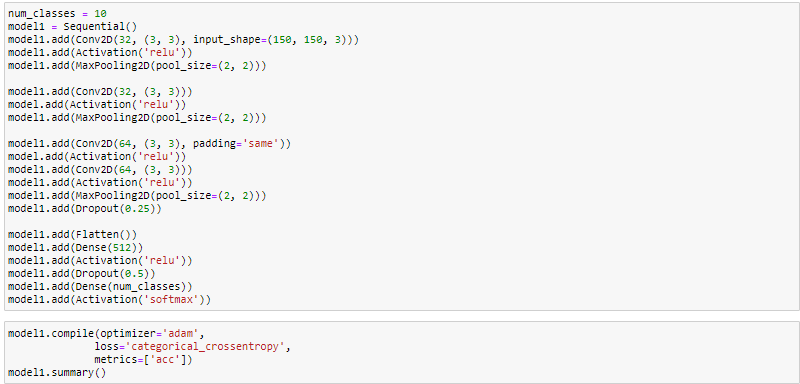 num_classes = 10
model1 = Sequential()
model1.add(Conv2D(32, (3, 3), input_shape=(150, 150, 3)))
model1.add(Activation('relu'))
model1.add(MaxPooling2D(pool_size=(2, 2)))

model1.add(Conv2D(32, (3, 3)))
model.add(Activation('relu'))
model1.add(MaxPooling2D(pool_size=(2, 2)))

model1.add(Conv2D(64, (3, 3), padding='same'))
model.add(Activation('relu'))
model1.add(Conv2D(64, (3, 3)))
model1.add(Activation('relu'))
model1.add(MaxPooling2D(pool_size=(2, 2)))
model1.add(Dropout(0.25))

model1.add(Flatten())
model1.add(Dense(512))
model1.add(Activation('relu'))
model1.add(Dropout(0.5))
model1.add(Dense(num_classes))
model1.add(Activation('softmax'))

model1.compile(optimizer='adam',
              loss='categorical_crossentropy',
              metrics=['acc'])
model1.summary()